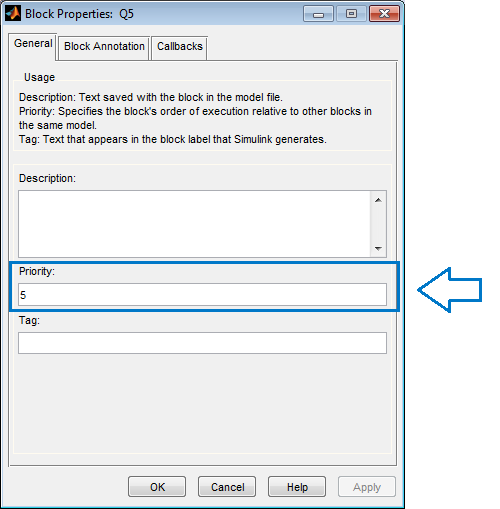 Block Properties: Q5
General
Block Annotation
Callbacks
Usage
Description: Text saved with the block in the model file.
Priority: Specifies the block's order of execution relative to other blocks in
the same model.
Tag: Text that appears in the block label that Simulink generates.
Description:
Priority:
5
Tag:
OK
Cancel
Help
Apply